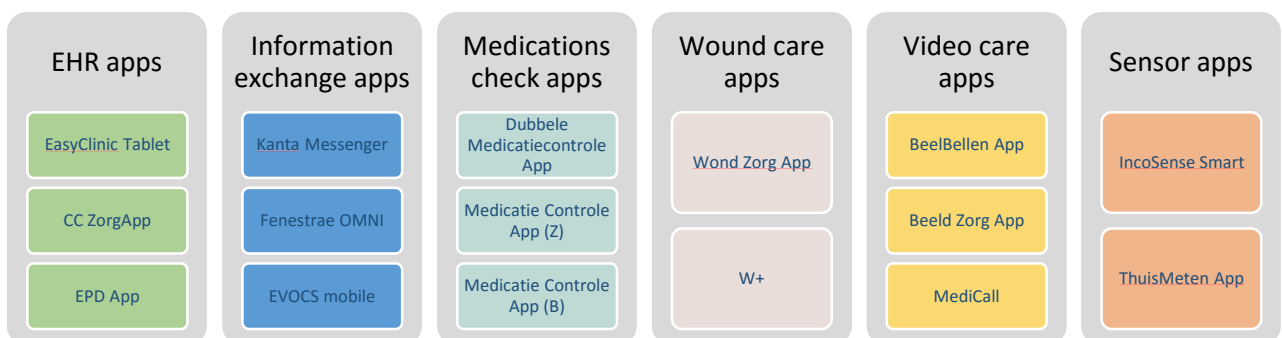 EHR apps
EasyClinic Tablet
CC ZorgApp
EPD App
Information
exchange apps
Kanta Messenger
Fenestrae OMNI
EVOCS mobile
Medications
check apps
Dubbele
Medicatiecontrole
App
Medicatie Controle
App (Z)
Medicatie Controle
App (B)
Wound care
apps
Wond Zorg App
W+
Video care
apps
BeelBellen App
Beeld Zorg App
MediCall
Sensor apps
IncoSense Smart
ThuisMeten App